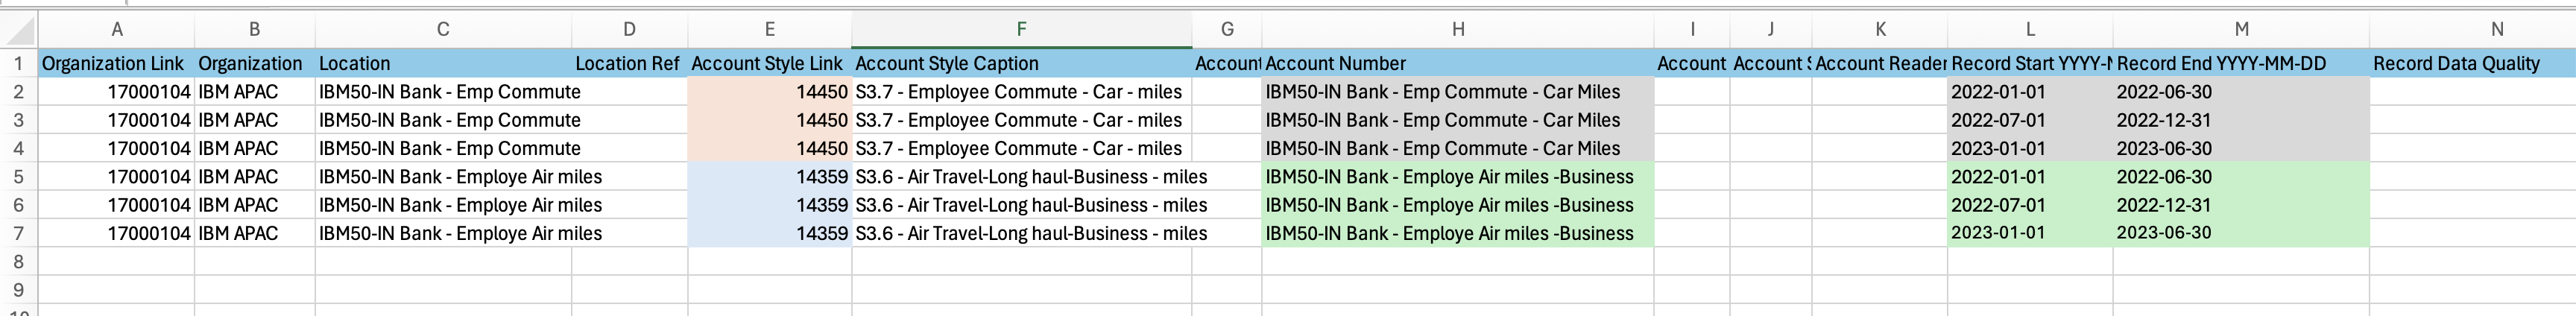 A B C D E F G H I J K L M N
1 Organization Link Organization Location Location Ref Account Style Link Account Style Caption Account Account Number Account Account Account Reader Record Start YYYY-M Record End YYYY-MM-DD Record Data Quality
2 17000104 IBM APAC IBM50-IN Bank - Emp Commute 14450 S3.7 - Employee Commute - Car - miles IBM50-IN Bank - Emp Commute - Car Miles 2022-01-01 2022-06-30
3 17000104 IBM APAC IBM50-IN Bank - Emp Commute 14450 S3.7 - Employee Commute - Car - miles IBM50-IN Bank - Emp Commute - Car Miles 2022-07-01 2022-12-31
4 17000104 IBM APAC IBM50-IN Bank - Emp Commute 14450 S3.7 - Employee Commute - Car - miles IBM50-IN Bank - Emp Commute - Car Miles 2023-01-01 2023-06-30
5 17000104 IBM APAC IBM50-IN Bank - Employe Air miles 14359 S3.6 - Air Travel-Long haul-Business - miles IBM50-IN Bank - Employe Air miles -Business 2022-01-01 2022-06-30
6 17000104 IBM APAC IBM50-IN Bank - Employe Air miles 14359 S3.6 - Air Travel-Long haul-Business - miles IBM50-IN Bank - Employe Air miles -Business 2022-07-01 2022-12-31
7 17000104 IBM APAC IBM50-IN Bank - Employe Air miles 14359 S3.6 - Air Travel-Long haul-Business - miles IBM50-IN Bank - Employe Air miles -Business 2023-01-01 2023-06-30
8
9